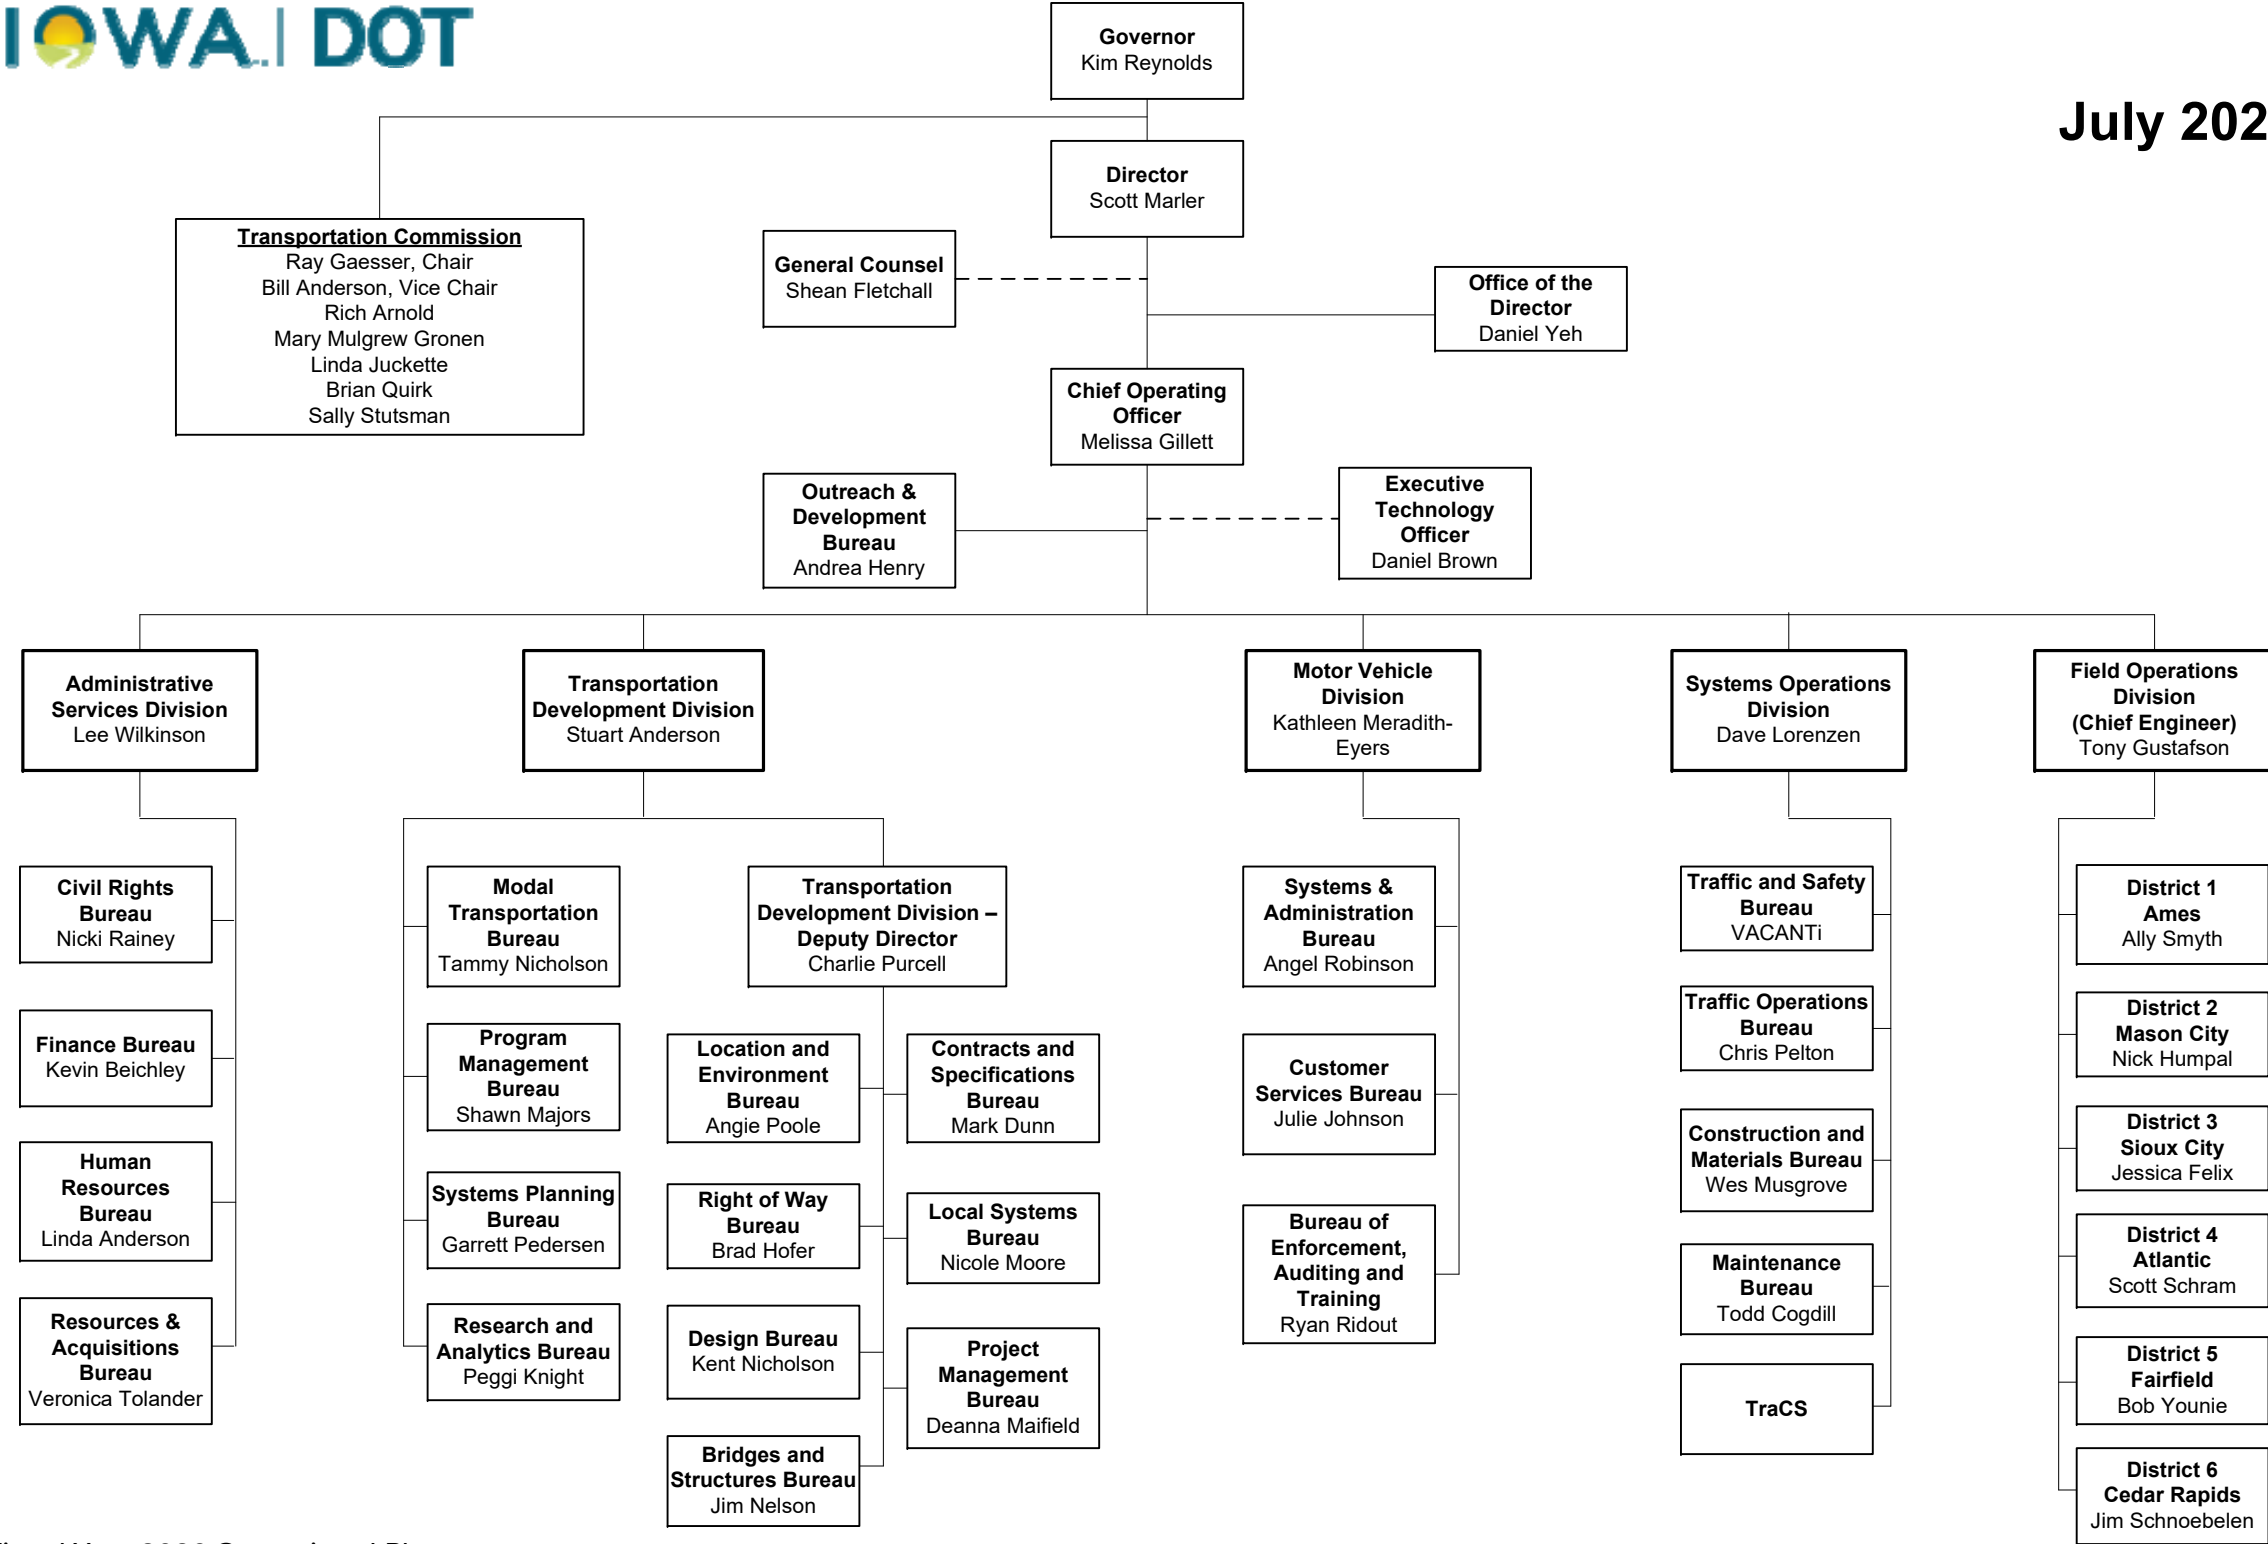 IOWA DOT
July 202
Governor
Kim Reynolds
Director
Scott Marler
Transportation Commission
Ray Gaesser, Chair
Bill Anderson, Vice Chair
Rich Arnold
Mary Mulgrew Gronen
Linda Juckette
Brian Quirk
Sally Stutsman
General Counsel
Shean Fletchall
Office of the
Director
Daniel Yeh
Chief Operating
Officer
Melissa Gillett
Outreach &
Development
Bureau
Andrea Henry
Executive
Technology
Officer
Daniel Brown
Administrative
Services Division
Lee Wilkinson
Transportation
Development Division
Stuart Anderson
Motor Vehicle
Division
Kathleen Meradith-
Eyers
Systems Operations
Division
Dave Lorenzen
Field Operations
Division
(Chief Engineer)
Tony Gustafson
Civil Rights
Bureau
Nicki Rainey
Finance Bureau
Kevin Beichley
Human
Resources
Bureau
Linda Anderson
Resources &
Acquisitions
Bureau
Veronica Tolander
Modal
Transportation
Bureau
Tammy Nicholson
Program
Management
Bureau
Shawn Majors
Systems Planning
Bureau
Garrett Pedersen
Research and
Analytics Bureau
Peggi Knight
Transportation
Development Division –
Deputy Director
Charlie Purcell
Location and
Environment
Bureau
Angie Poole
Right of Way
Bureau
Brad Hofer
Design Bureau
Kent Nicholson
Bridges and
Structures Bureau
Jim Nelson
Contracts and
Specifications
Bureau
Mark Dunn
Local Systems
Bureau
Nicole Moore
Project
Management
Bureau
Deanna Maifield
Systems &
Administration
Bureau
Angel Robinson
Customer
Services Bureau
Julie Johnson
Bureau of
Enforcement,
Auditing and
Training
Ryan Ridout
Traffic and Safety
Bureau
VACANTi
Traffic Operations
Bureau
Chris Pelton
Construction and
Materials Bureau
Wes Musgrove
Maintenance
Bureau
Todd Cogdill
TraCS
District 1
Ames
Ally Smyth
District 2
Mason City
Nick Humpal
District 3
Sioux City
Jessica Felix
District 4
Atlantic
Scott Schram
District 5
Fairfield
Bob Younie
District 6
Cedar Rapids
Jim Schnoebelen